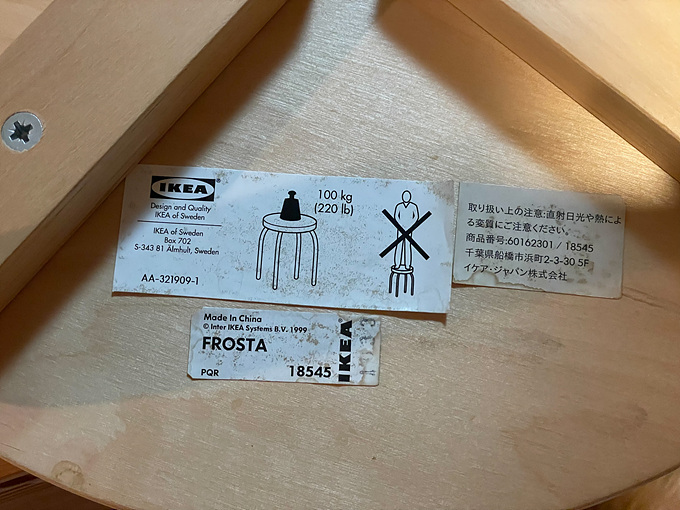 IKEA®
Design and Quality
IKEA of Sweden
IKEA of Sweden
Box 702
S-343 81 Älmhult, Sweden
AA-321909-1
100 kg
(220 lb)
取り扱い上の注意:直射日光や熱によ
る変質にご注意ください。
商品番号:60162301 / 18545
千葉県船橋市浜町2-3-30 5F
イケア・ジャパン株式会社
Made in China
© Inter IKEA Systems B.V. 1999
FROSTA
PQR
18545
IKEA